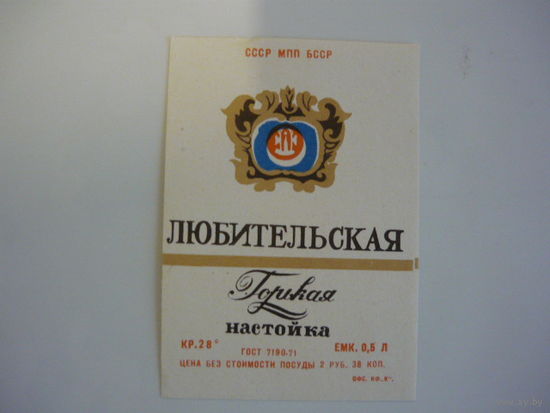 СССР МПП БССР
ЛЮБИТЕЛЬСКАЯ
Горькая
настойка
КР. 28°
ГОСТ 7190-71
ЕМК. 0,5 Л
ЦЕНА БЕЗ СТОИМОСТИ ПОСУДЫ 2 РУБ. 38 КОП.